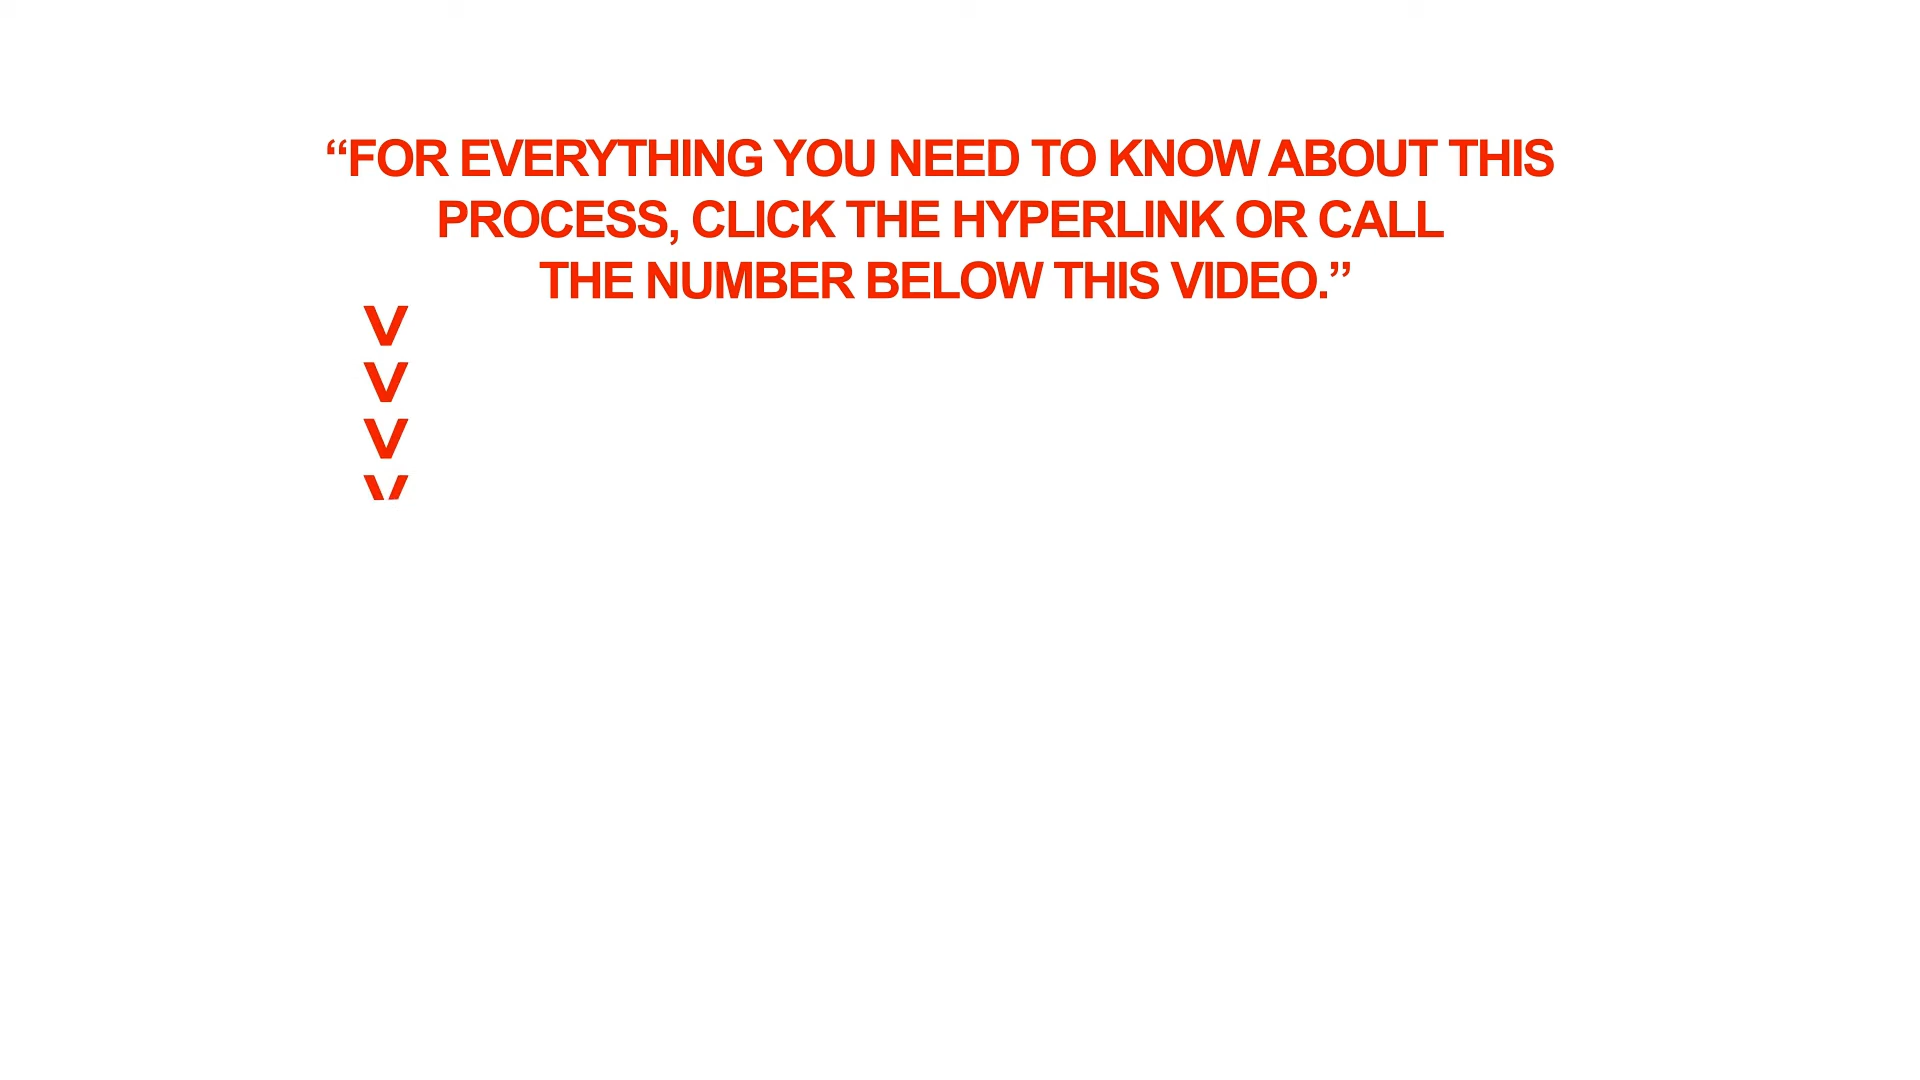 “FOR EVERYTHING YOU NEED TO KNOW ABOUT THIS
PROCESS, CLICK THE HYPERLINK OR CALL
THE NUMBER BELOW THIS VIDEO.”
V
V
V
V